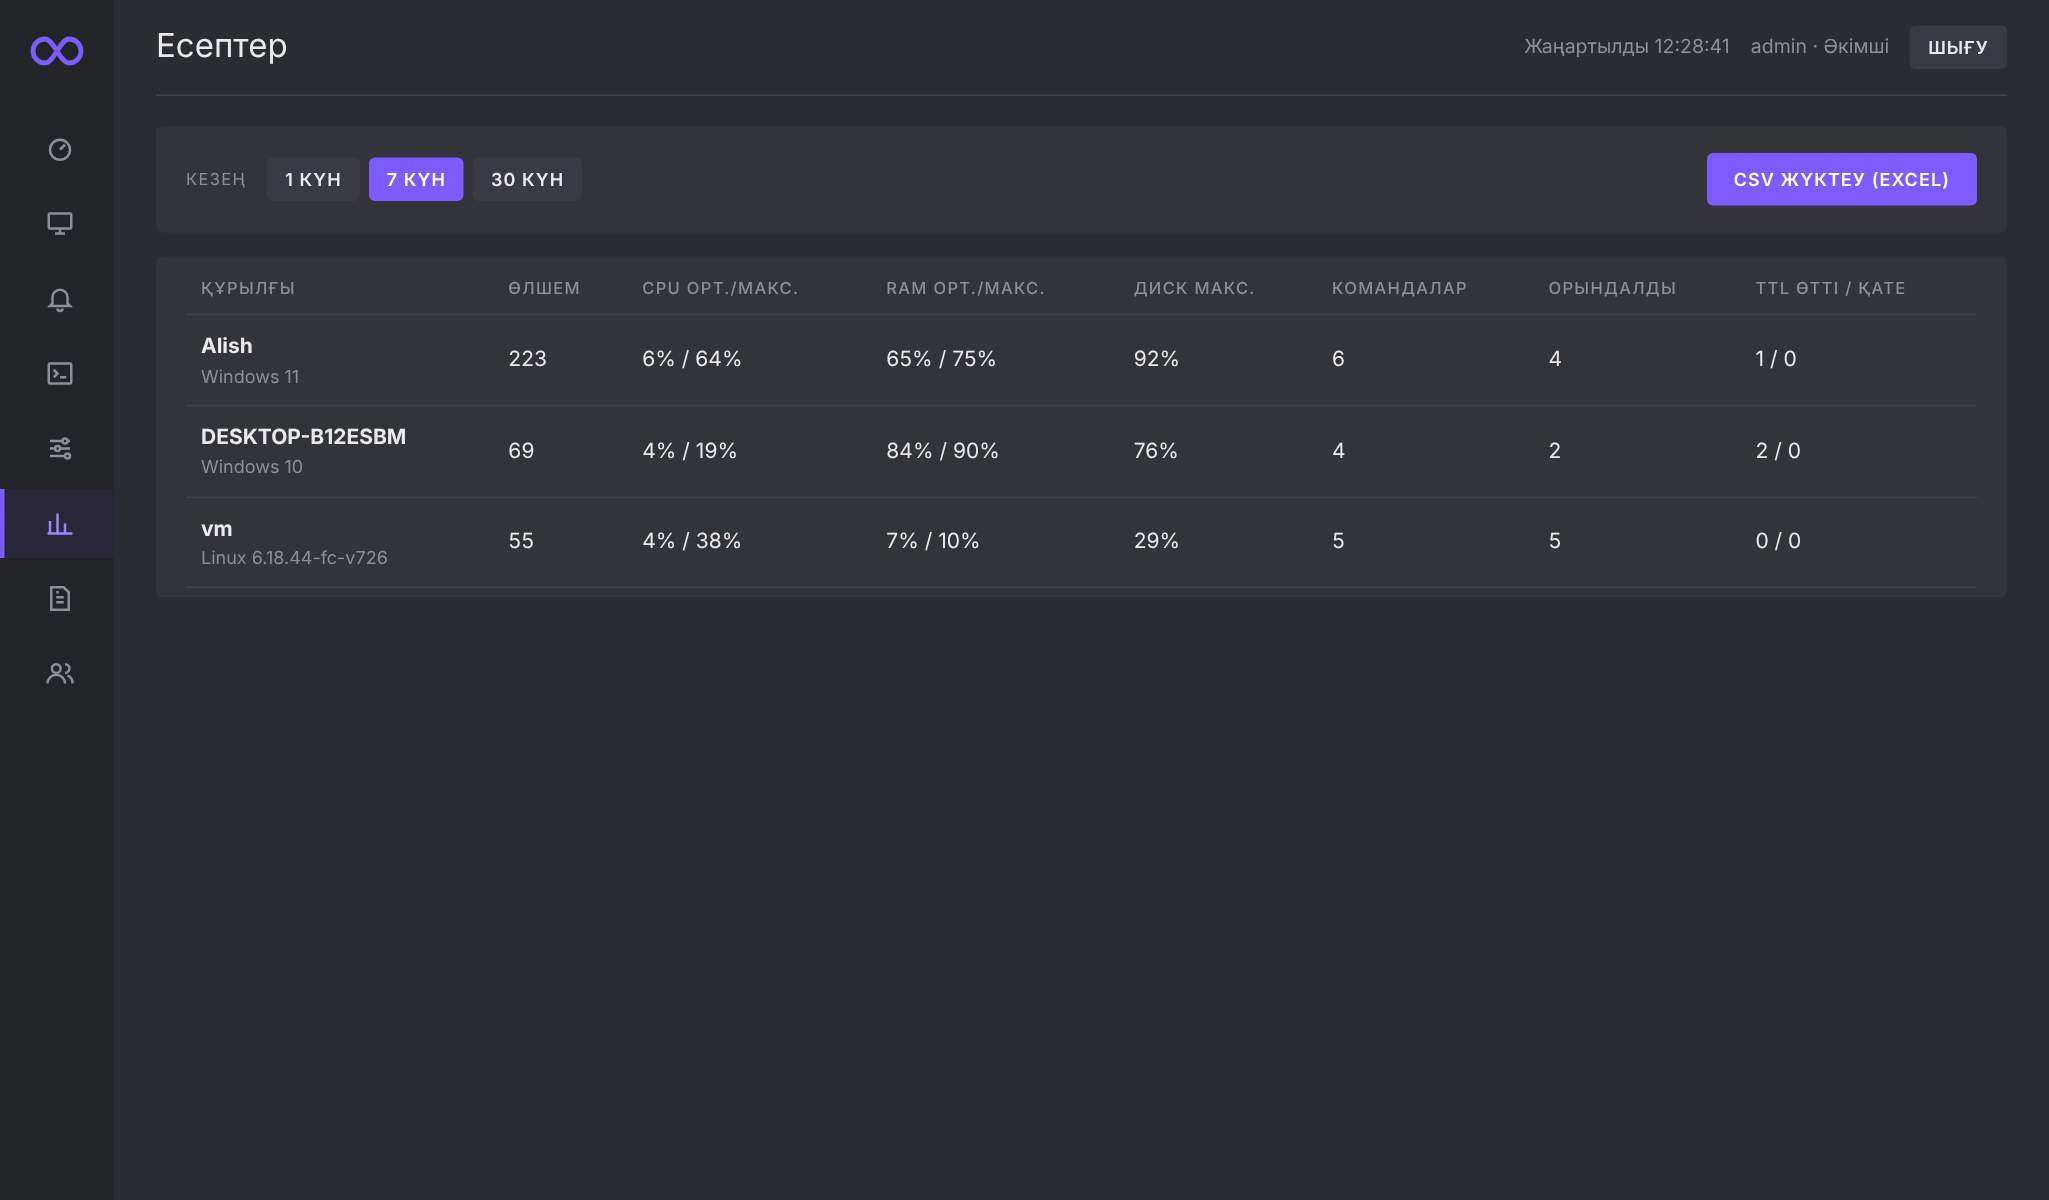 Есептер
Жаңартылды 12:28:41 admin · Әкімші ШЫҒУ
КЕЗЕҢ 1 КҮН 7 КҮН 30 КҮН CSV ЖҮКТЕУ (EXCEL)
ҚҰРЫЛҒЫ ӨЛШЕМ CPU ОРТ./МАКС. RAM ОРТ./МАКС. ДИСК МАКС. КОМАНДАЛАР ОРЫНДАЛДЫ TTL ӨТТІ / ҚАТЕ
Alish
Windows 11
223 6% / 64% 65% / 75% 92% 6 4 1 / 0
DESKTOP-B12ESBM
Windows 10
69 4% / 19% 84% / 90% 76% 4 2 2 / 0
vm
Linux 6.18.44-fc-v726
55 4% / 38% 7% / 10% 29% 5 5 0 / 0